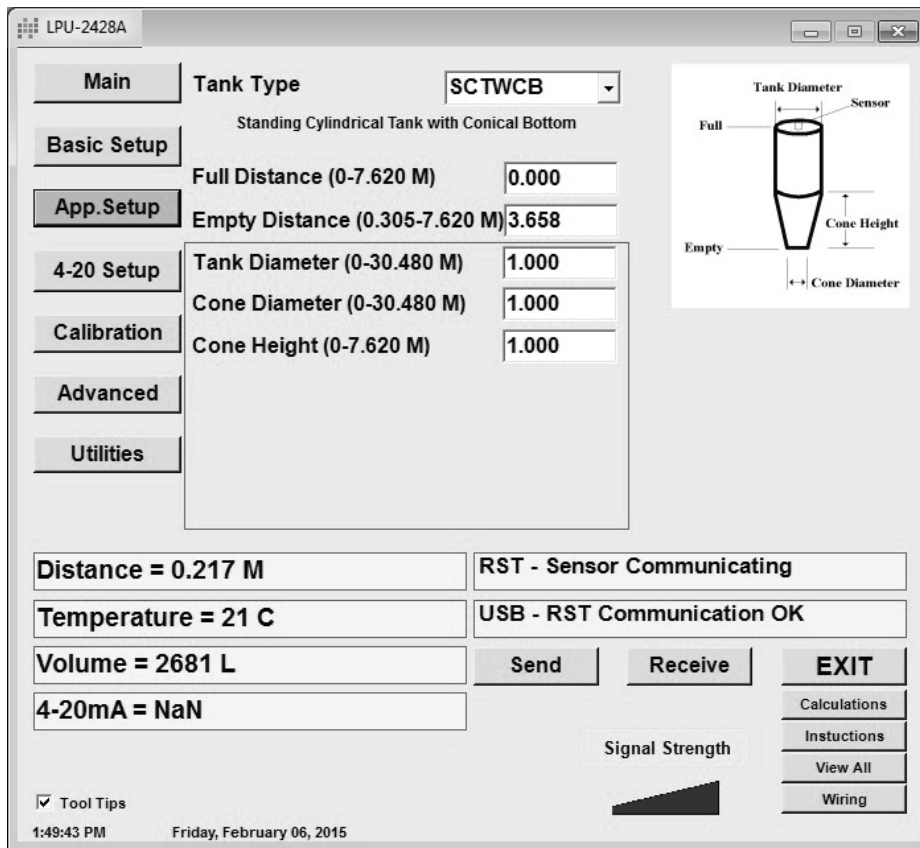 LPU-2428A
Main
Basic Setup
App.Setup
4-20 Setup
Calibration
Advanced
Utilities
Tank Type SCTWCB
Standing Cylindrical Tank with Conical Bottom
Full Distance (0-7.620 M) 0.000
Empty Distance (0.305-7.620 M) 3.658
Tank Diameter (0-30.480 M) 1.000
Cone Diameter (0-30.480 M) 1.000
Cone Height (0-7.620 M) 1.000
Tank Diameter
Sensor
Full
Cone Height
Empty
Cone Diameter
Distance = 0.217 M
Temperature = 21 C
Volume = 2681 L
4-20mA = NaN
RST - Sensor Communicating
USB - RST Communication OK
Send Receive EXIT
Calculations
Instuctions
View All
Wiring
Signal Strength
Tool Tips
1:49:43 PM Friday, February 06, 2015